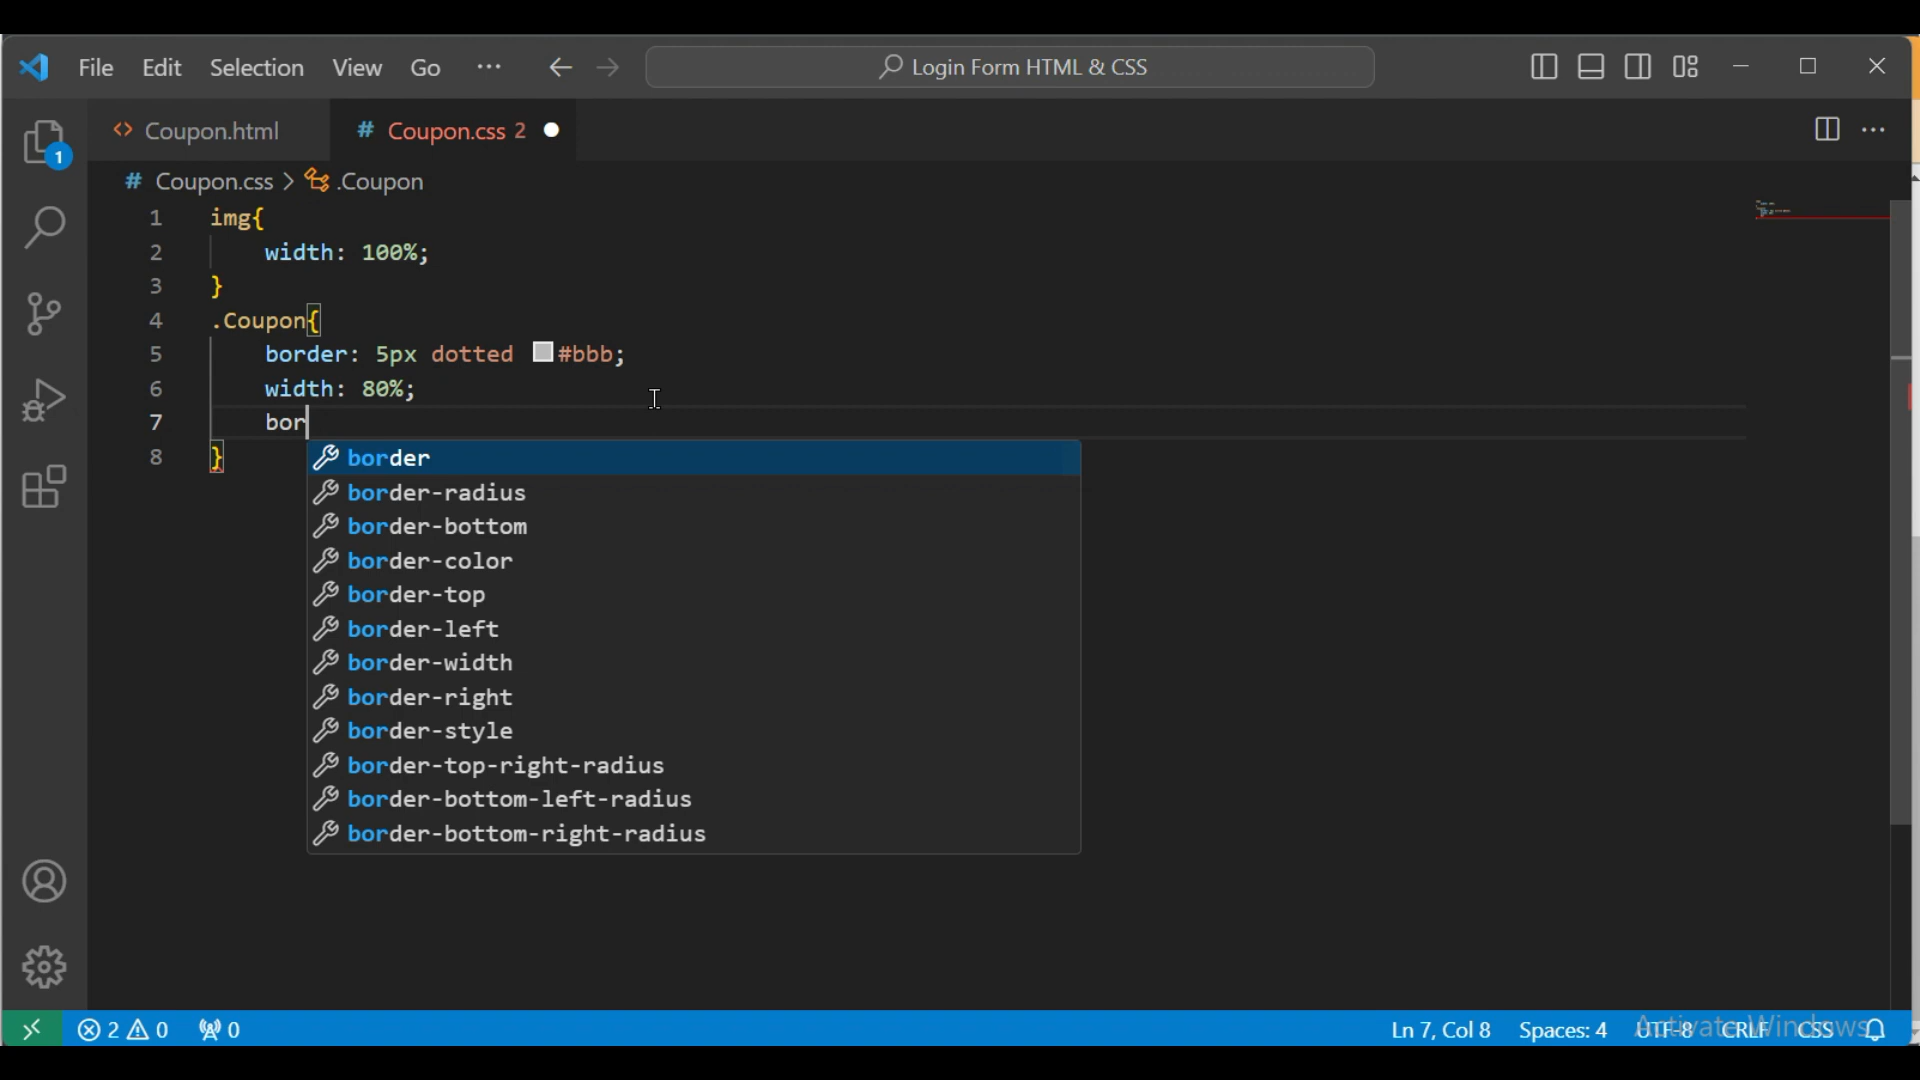 File Edit Selection View Go ··· Login Form HTML & CSS
Coupon.html # Coupon.css 2
# Coupon.css > .Coupon
1 img{
2 width: 100%;
3 }
4 .Coupon{
5 border: 5px dotted #bbb;
6 width: 80%;
7 bor
8 }
border
border-radius
border-bottom
border-color
border-top
border-left
border-width
border-right
border-style
border-top-right-radius
border-bottom-left-radius
border-bottom-right-radius
1
2 0 0 Ln 7, Col 8 Spaces: 4 UTF-8 CRLF CSS
Activate Windows